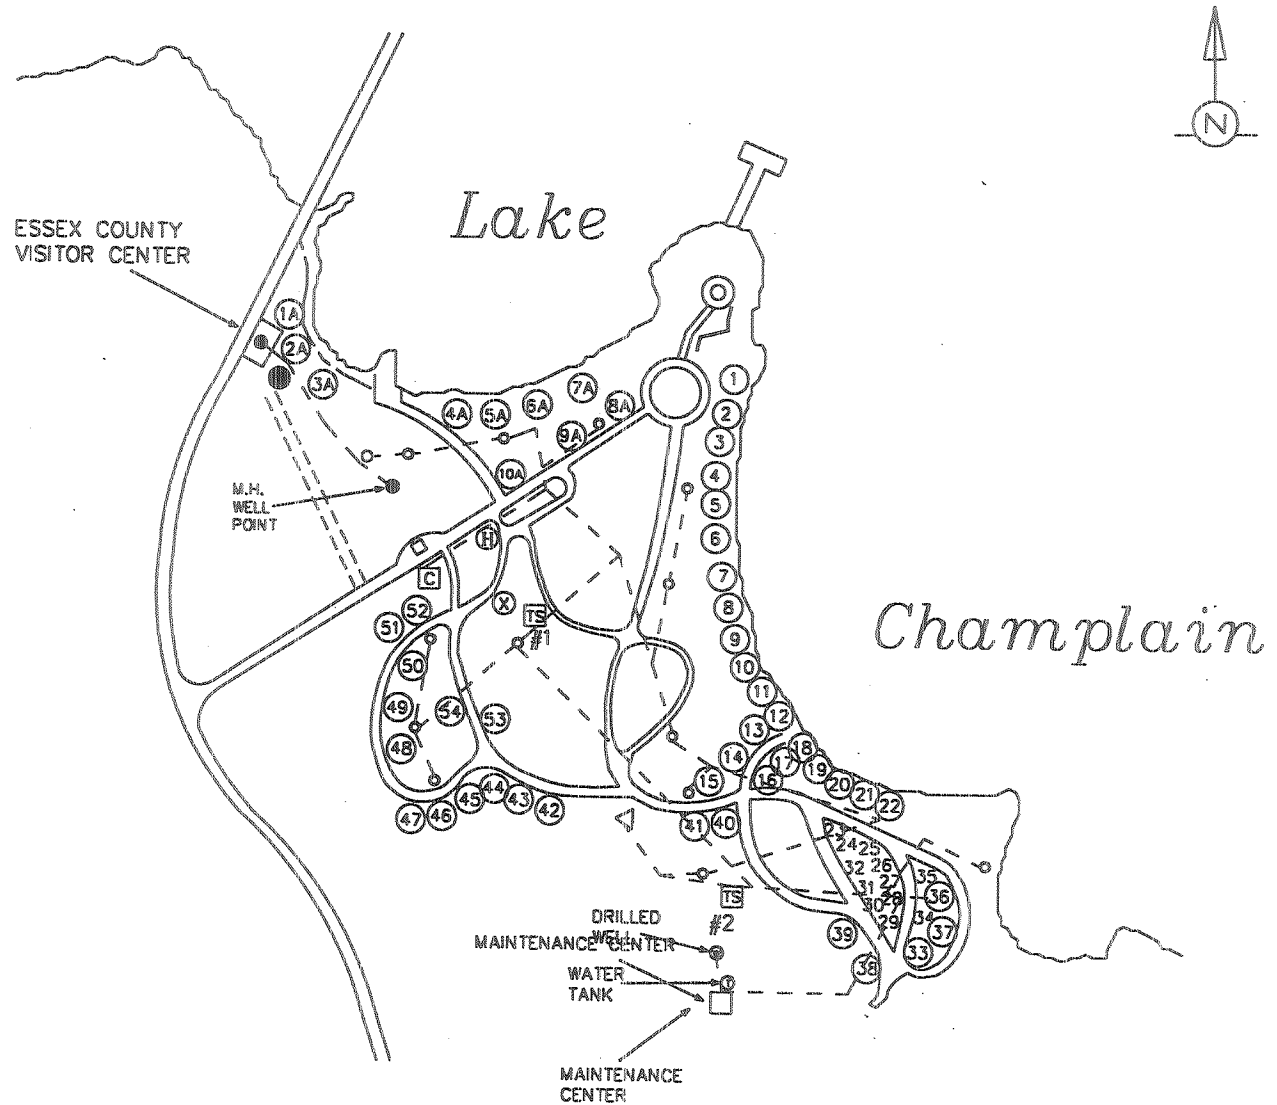 N
Lake
ESSEX COUNTY
VISITOR CENTER
1A
2A
3A
4A
5A
6A
7A
8A
9A
10A
1
2
3
4
5
6
7
8
9
10
11
12
13
14
15
16
17
18
19
20
21
22
M.H.
WELL
POINT
H
C
X
TS
#1
52
51
50
49
48
54
53
47
46
45
44
43
42
41
40
Champlain
23
24
25
26
27
28
29
30
31
32
35
36
34
37
33
39
38
TS
#2
DRILLED
WELL
MAINTENANCE CENTER
WATER
TANK
T
MAINTENANCE
CENTER